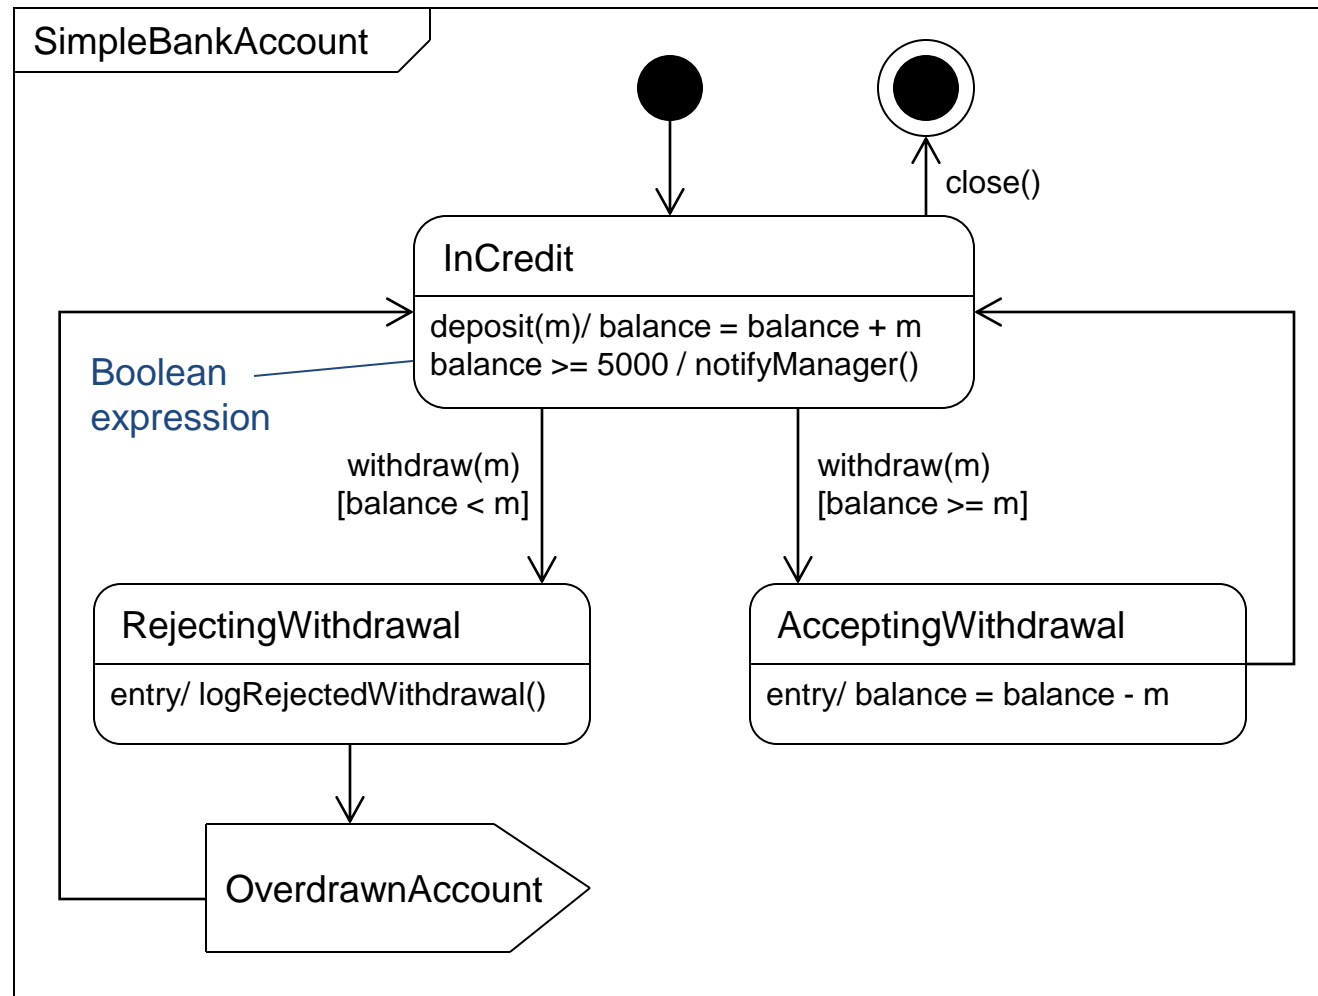 SimpleBankAccount
close()
InCredit
deposit(m)/ balance = balance + m
balance >= 5000 / notifyManager()
Boolean
expression
withdraw(m)
[balance < m]
withdraw(m)
[balance >= m]
RejectingWithdrawal
entry/ logRejectedWithdrawal()
AcceptingWithdrawal
entry/ balance = balance - m
OverdrawnAccount